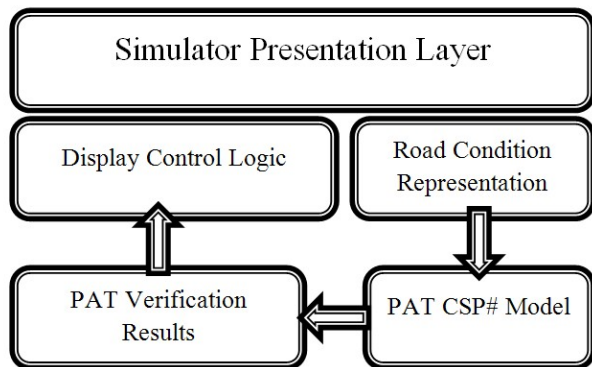 Simulator Presentation Layer
Display Control Logic
Road Condition
Representation
PAT Verification
Results
PAT CSP# Model